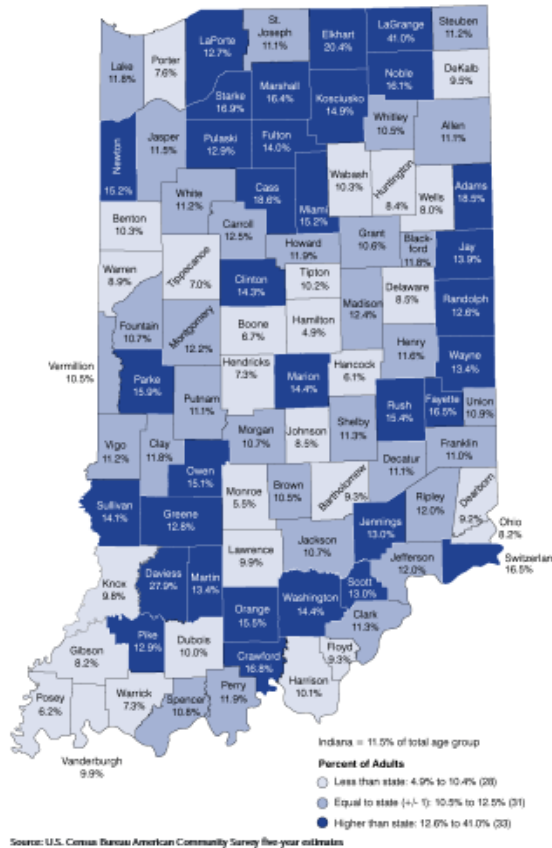 St.
Joseph
11.1%
LaPorte
12.7%
Elkhart
20.4%
LaGrange
41.0%
Steuben
11.2%
Lake
11.8%
Porter
7.6%
Noble
16.1%
DeKalb
9.5%
Starke
16.9%
Marshall
16.4%
Kosciusko
14.9%
Whitley
10.5%
Allen
11.1%
Newton
15.2%
Jasper
11.5%
Pulaski
12.9%
Fulton
14.0%
Wabash
10.3%
Huntington
8.4%
Wells
8.0%
Adams
18.5%
White
11.2%
Cass
18.6%
Miami
15.2%
Benton
10.3%
Carroll
12.5%
Howard
11.9%
Grant
10.6%
Black-
ford
11.8%
Jay
13.9%
Warren
8.9%
Tippecanoe
7.0%
Clinton
14.3%
Tipton
10.2%
Delaware
8.5%
Randolph
12.6%
Madison
12.4%
Fountain
10.7%
Montgomery
12.2%
Boone
6.7%
Hamilton
4.9%
Henry
11.6%
Wayne
13.4%
Vermillion
10.5%
Parke
15.9%
Putnam
11.1%
Hendricks
7.3%
Marion
14.4%
Hancock
6.1%
Rush
15.4%
Fayette
16.5%
Union
10.9%
Vigo
11.2%
Clay
11.8%
Morgan
10.7%
Johnson
8.5%
Shelby
11.3%
Decatur
11.1%
Franklin
11.0%
Owen
15.1%
Monroe
5.5%
Brown
10.5%
Bartholomew
9.3%
Ripley
12.0%
Dearborn
9.2%
Ohio
8.2%
Sullivan
14.1%
Greene
12.8%
Jennings
13.0%
Jackson
10.7%
Jefferson
12.0%
Switzerlan
16.5%
Lawrence
9.9%
Knox
9.8%
Daviess
27.9%
Martin
13.4%
Scott
13.0%
Washington
14.4%
Orange
15.5%
Clark
11.3%
Gibson
8.2%
Pike
12.9%
Dubois
10.0%
Crawford
16.8%
Floyd
9.3%
Harrison
10.1%
Posey
6.2%
Warrick
7.3%
Spencer
10.8%
Perry
11.9%
Vanderburgh
9.9%
Indiana = 11.5% of total age group
Percent of Adults
Less than state: 4.9% to 10.4% (28)
Equal to state (+/- 1): 10.5% to 12.5% (31)
Higher than state: 12.6% to 41.0% (33)
Source: U.S. Census Bureau American Community Survey five-year estimates